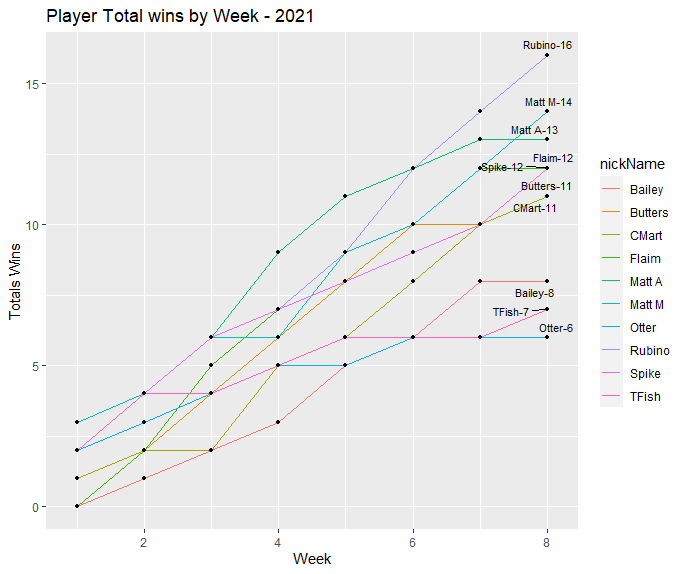 Player Total wins by Week - 2021
Rubino-16
15
Matt M-14
Matt A-13
Flaim-12
Spike-12
Butters-11
CMart-11
10
Bailey-8
TFish-7
Otter-6
5
0
2
4
6
8
Week
Totals Wins
nickName
Bailey
Butters
CMart
Flaim
Matt A
Matt M
Otter
Rubino
Spike
TFish